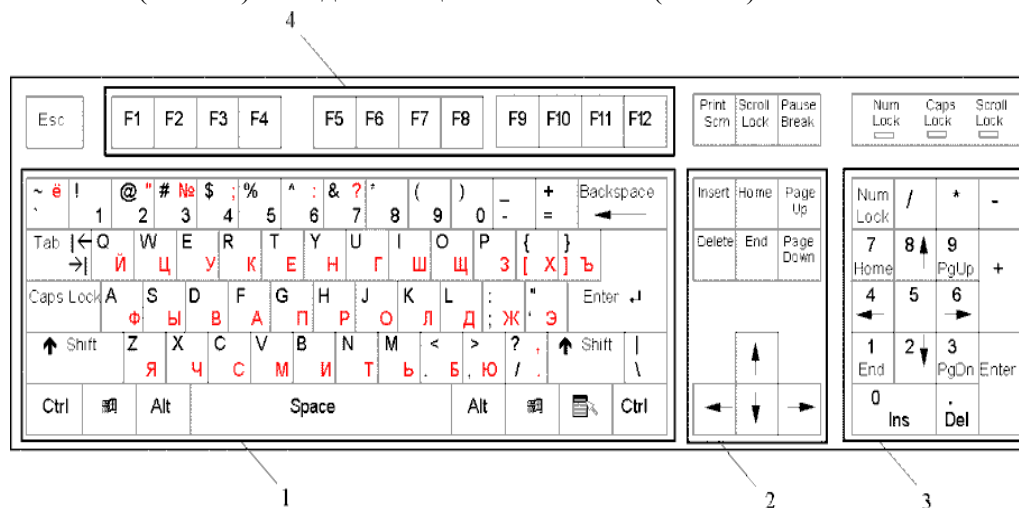 4
Esc F1 F2 F3 F4 F5 F6 F7 F8 F9 F10 F11 F12 Print Scrn Scroll Lock Pause Break Num Lock Caps Lock Scroll Lock
~ ` ё ! 1 @ " 2 # № 3 $ ; 4 % 5 ^ : 6 & ? 7 * 8 ( 9 ) 0 _ - + = Backspace Insert Home Page Up Num Lock / * -
Tab Q Й W Ц E У R К T Е Y Н U Г I Ш O Щ P З { [ Х } ] Ъ Delete End Page Down 7 Home 8 9 PgUp +
Caps Lock A Ф S Ы D В F А G П H Р J О K Л L Д : ; Ж " ' Э Enter 4 5 6
Shift Z Я X Ч C С V М B И N Т M Ь < . Б > , Ю ? / , . Shift | \ 1 End 2 3 PgDn Enter
Ctrl Alt Space Alt Ctrl 0 Ins . Del
1 2 3